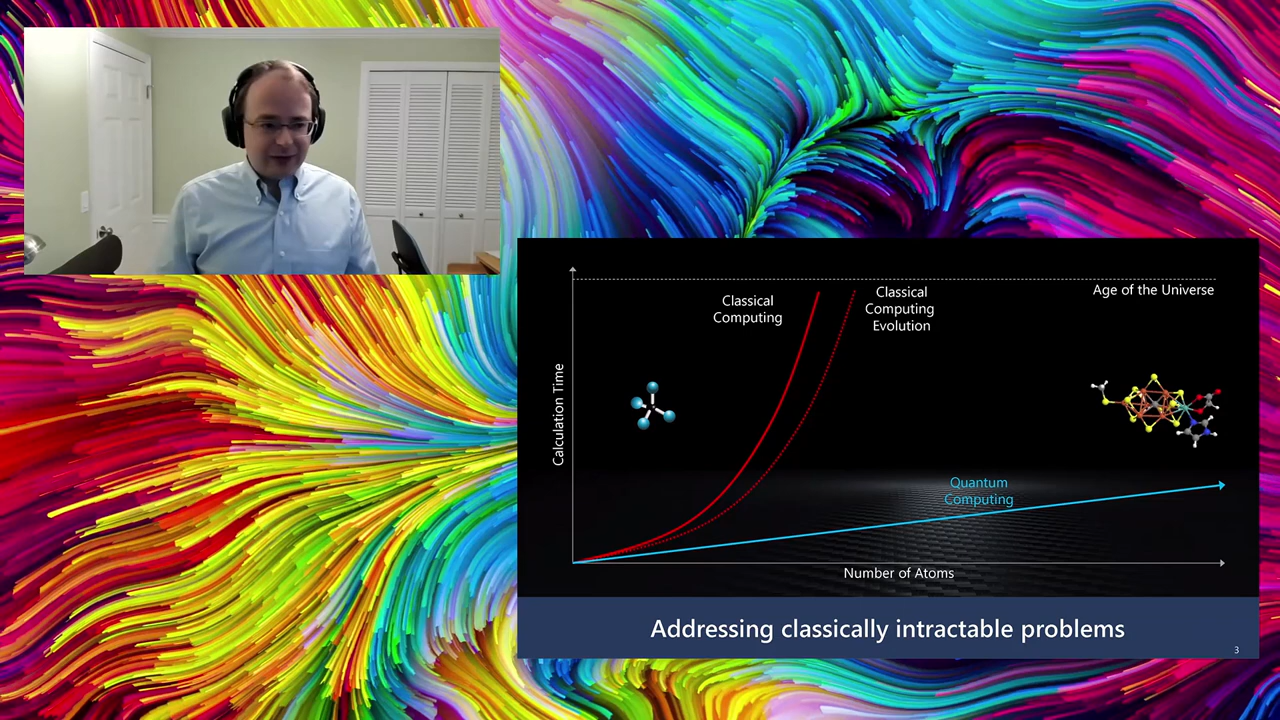 Classical
Computing
Classical
Computing
Evolution
Age of the Universe
Calculation Time
Quantum
Computing
Number of Atoms
Addressing classically intractable problems
3